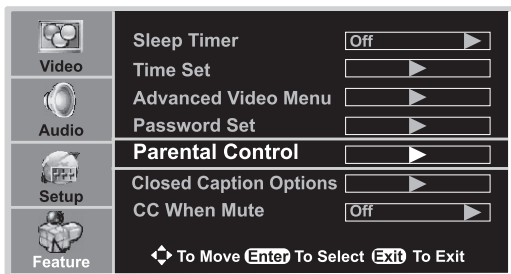 Video
Audio
Setup
Feature
Sleep Timer Off
Time Set
Advanced Video Menu
Password Set
Parental Control
Closed Caption Options
CC When Mute Off
To Move Enter To Select Exit To Exit